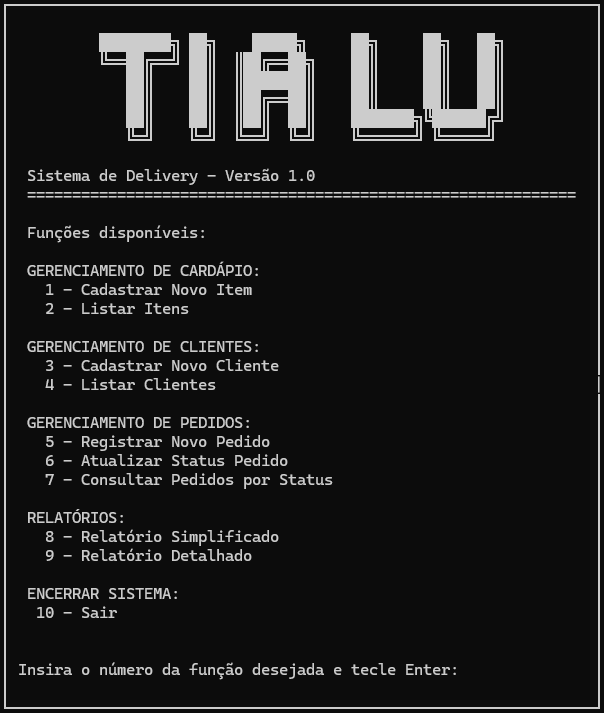 TIA LU
Sistema de Delivery - Versão 1.0
=============================================================
Funções disponíveis:
GERENCIAMENTO DE CARDÁPIO:
1 - Cadastrar Novo Item
2 - Listar Itens
GERENCIAMENTO DE CLIENTES:
3 - Cadastrar Novo Cliente
4 - Listar Clientes
GERENCIAMENTO DE PEDIDOS:
5 - Registrar Novo Pedido
6 - Atualizar Status Pedido
7 - Consultar Pedidos por Status
RELATÓRIOS:
8 - Relatório Simplificado
9 - Relatório Detalhado
ENCERRAR SISTEMA:
10 - Sair
Insira o número da função desejada e tecle Enter: